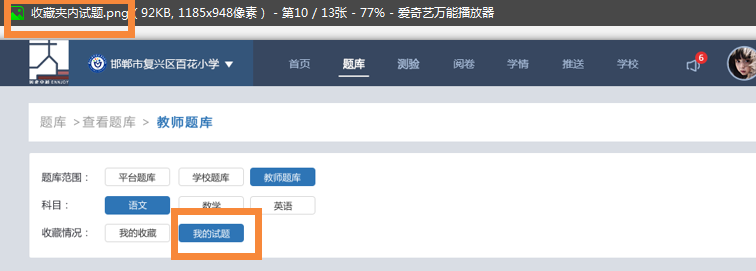 收藏夹内试题.png（92KB, 1185x948像素）- 第10 / 13张 - 77% - 爱奇艺万能播放器
邯郸市复兴区百花小学 首页 题库 测验 阅卷 学情 推送 学校 6
题库 >查看题库 > 教师题库
题库范围： 平台题库 学校题库 教师题库
科目： 语文 数学 英语
收藏情况： 我的收藏 我的试题